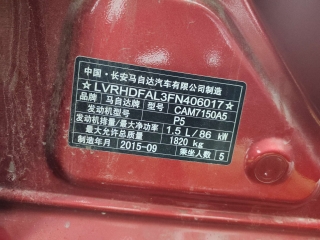 中国·长安马自达汽车有限公司制造
☆LVRHDFAL3FN406017☆
品牌 马自达牌 型号 CAM7150A5
发动机型号 P5
发动机排量/最大净功率 1.5 L/86 kW
最大允许总质量 1820 kg
制造年月 2015-09 乘坐人数 5